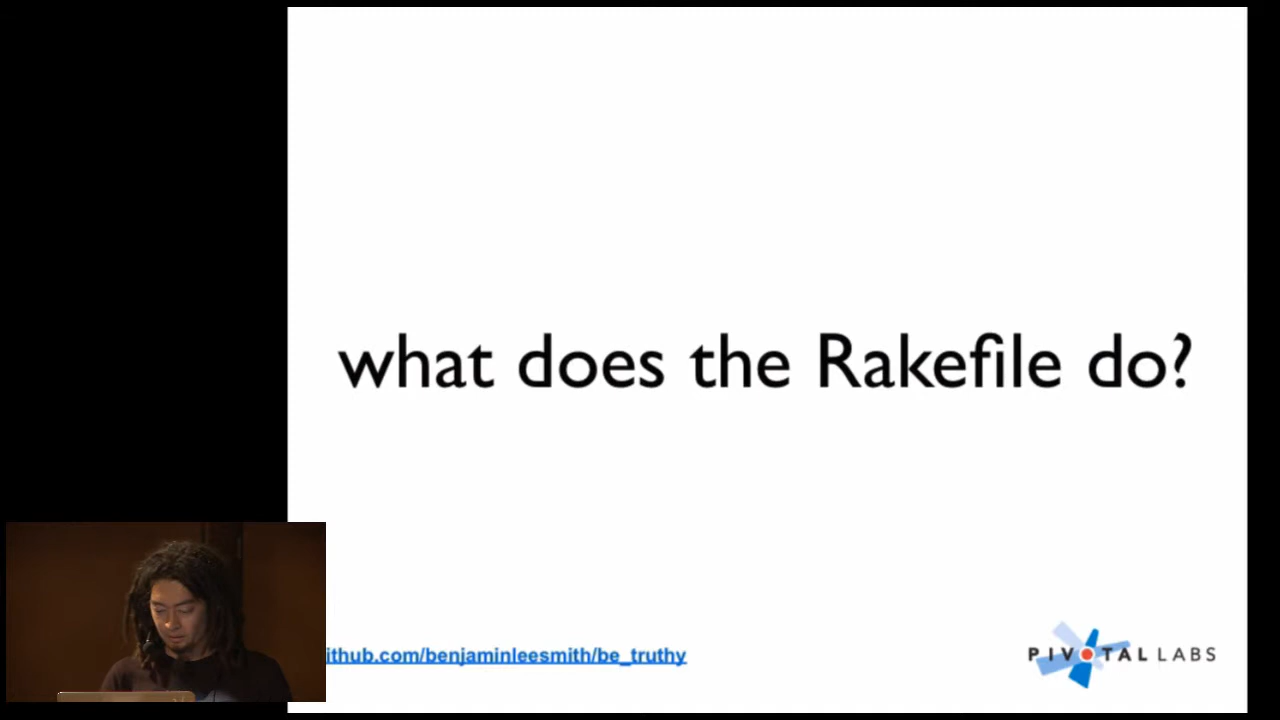 what does the Rakefile do?
ithub.com/benjaminleesmith/be_truthy
PIVOTAL LABS